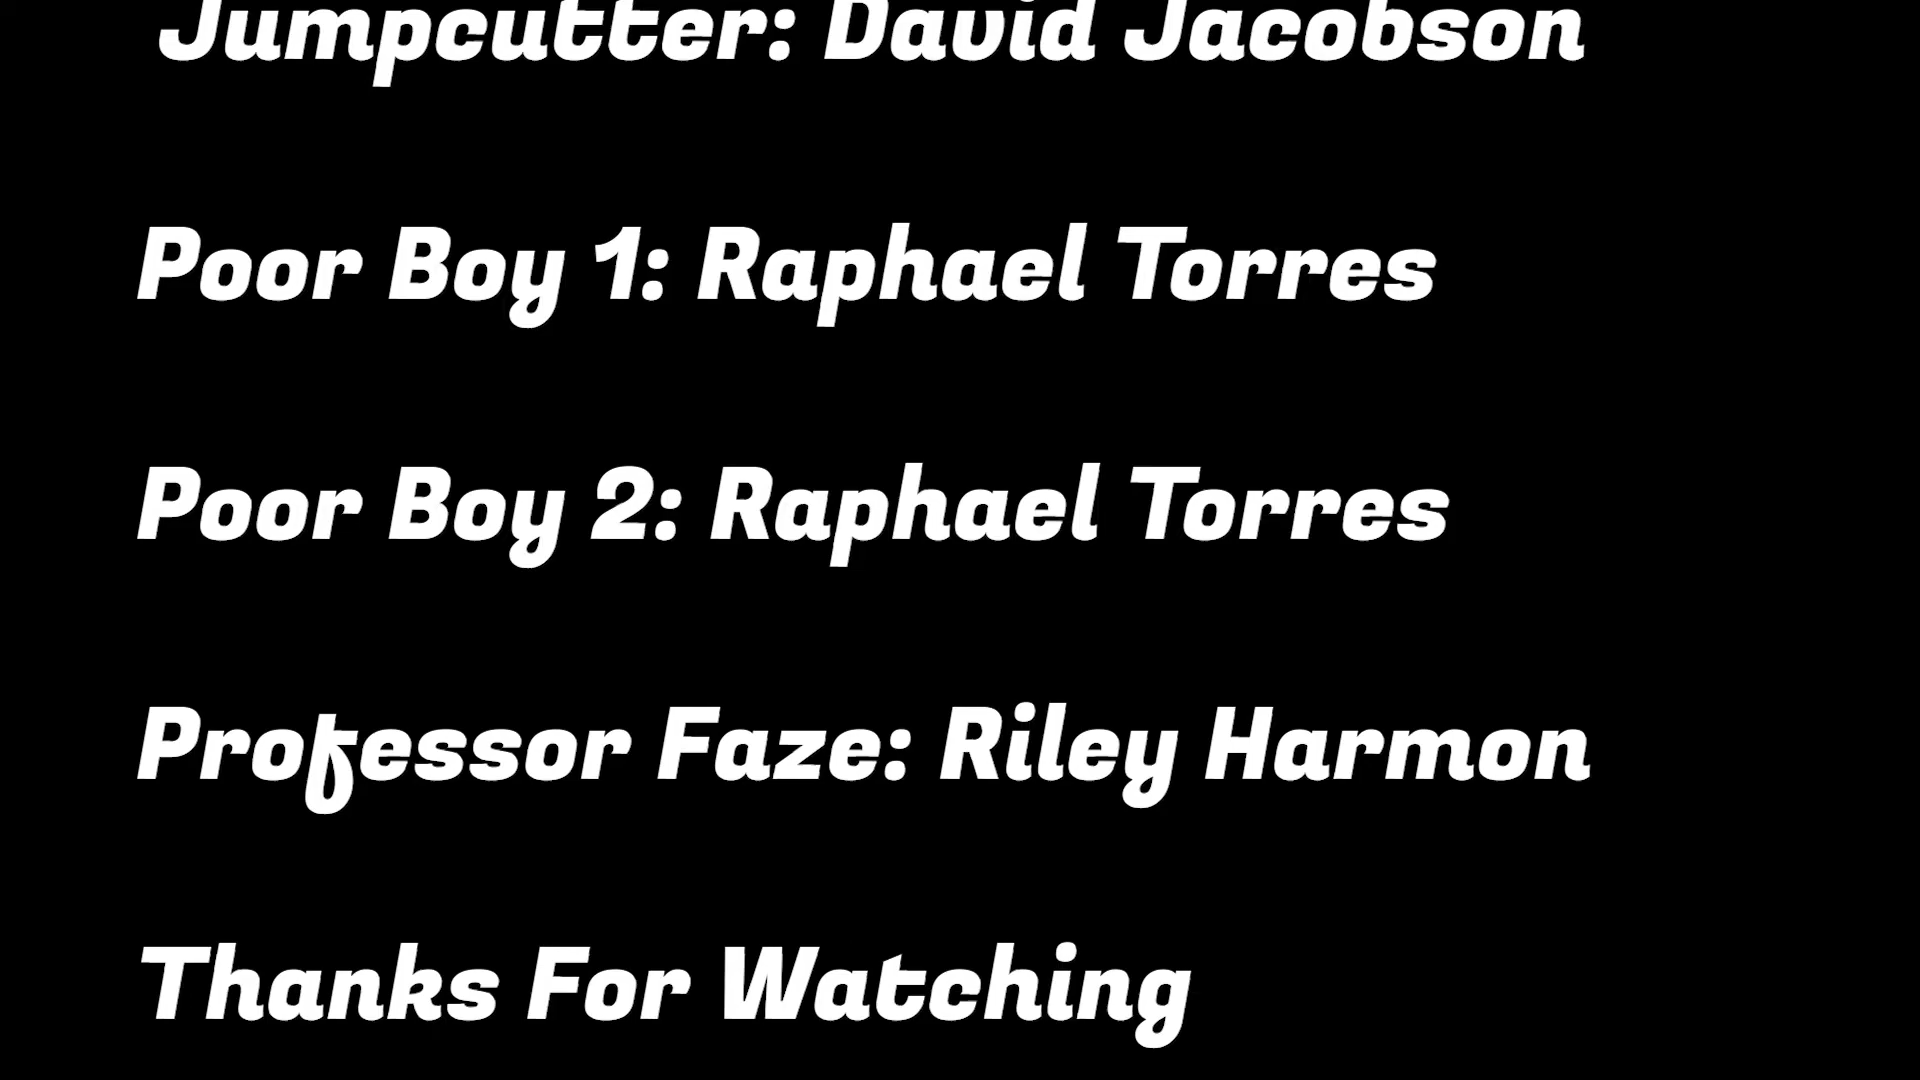 Jumpcutter: David Jacobson
Poor Boy 1: Raphael Torres
Poor Boy 2: Raphael Torres
Professor Faze: Riley Harmon
Thanks For Watching